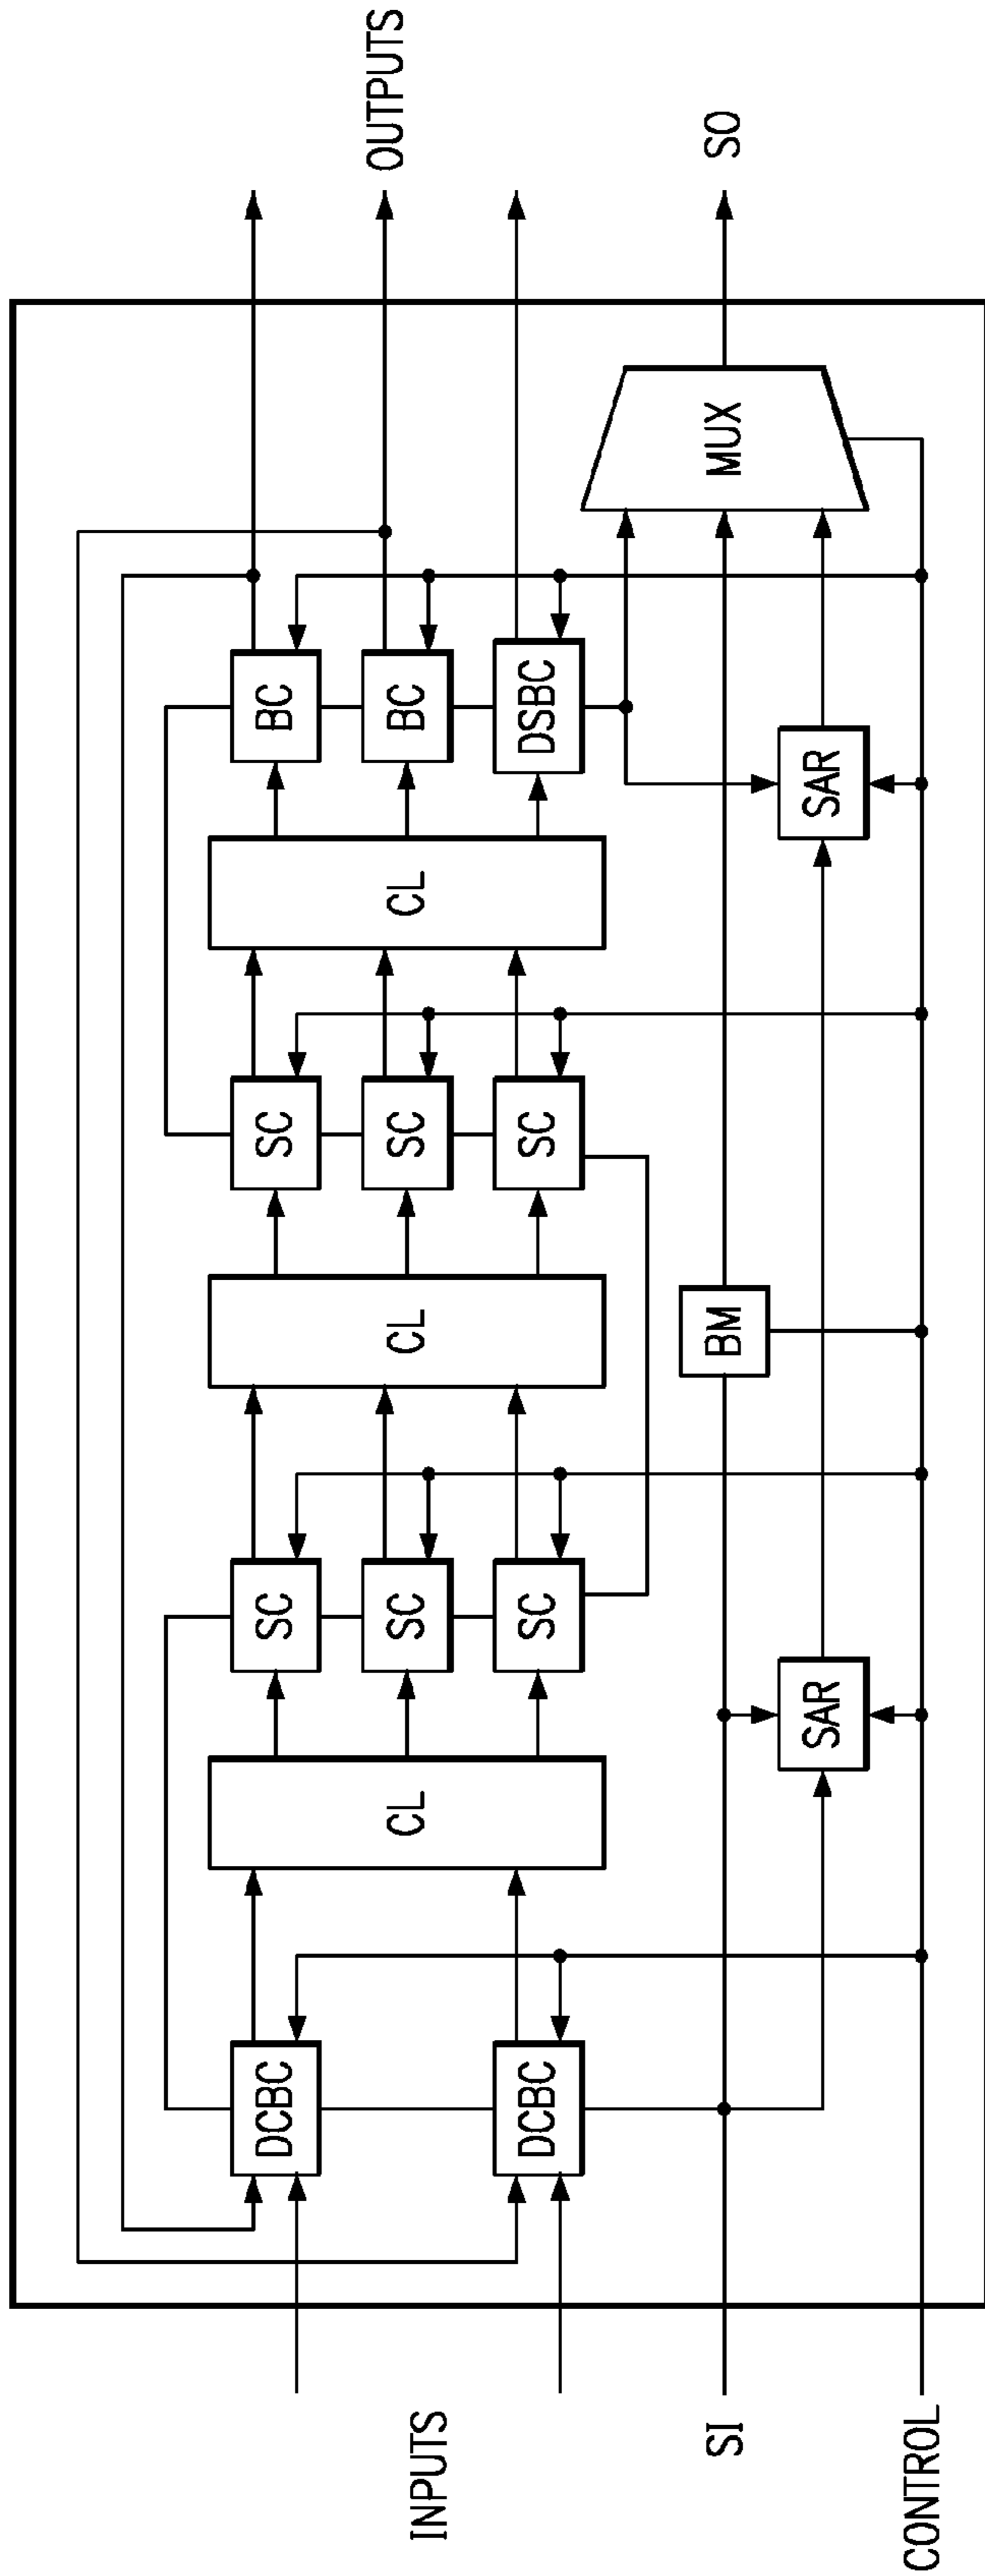 INPUTS
SI
CONTROL
DCBC
DCBC
CL
SC
SC
SC
SAR
CL
BM
SC
SC
SC
CL
BC
BC
DSBC
SAR
MUX
OUTPUTS
SO